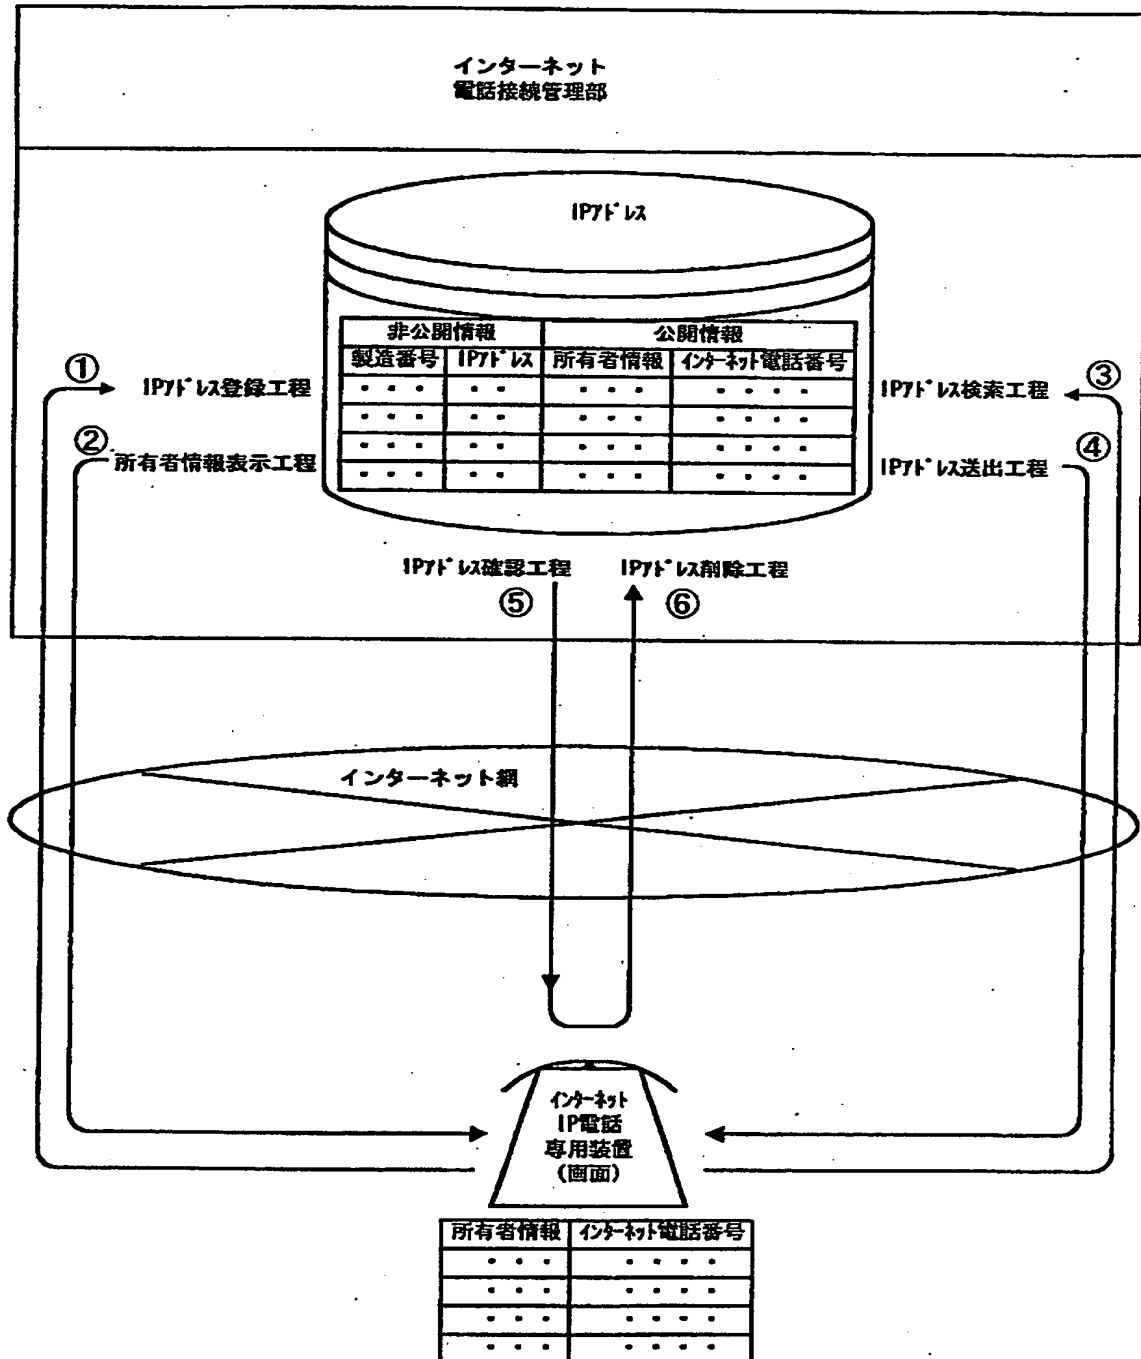 インターネット
電話接続管理部
IPアドレス
非公開情報 公開情報
製造番号 IPアドレス 所有者情報 インターネット電話番号
・・・ ・・ ・・・ ・・・・
・・・ ・・ ・・・ ・・・・
・・・ ・・ ・・・ ・・・・
・・・ ・・ ・・・ ・・・・
①
IPアドレス登録工程
②
所有者情報表示工程
③
IPアドレス検索工程
④
IPアドレス送出工程
IPアドレス確認工程
⑤
IPアドレス削除工程
⑥
インターネット網
インターネット
IP電話
専用装置
(画面)
所有者情報 インターネット電話番号
・・・ ・・・・
・・・ ・・・・
・・・ ・・・・
・・・ ・・・・